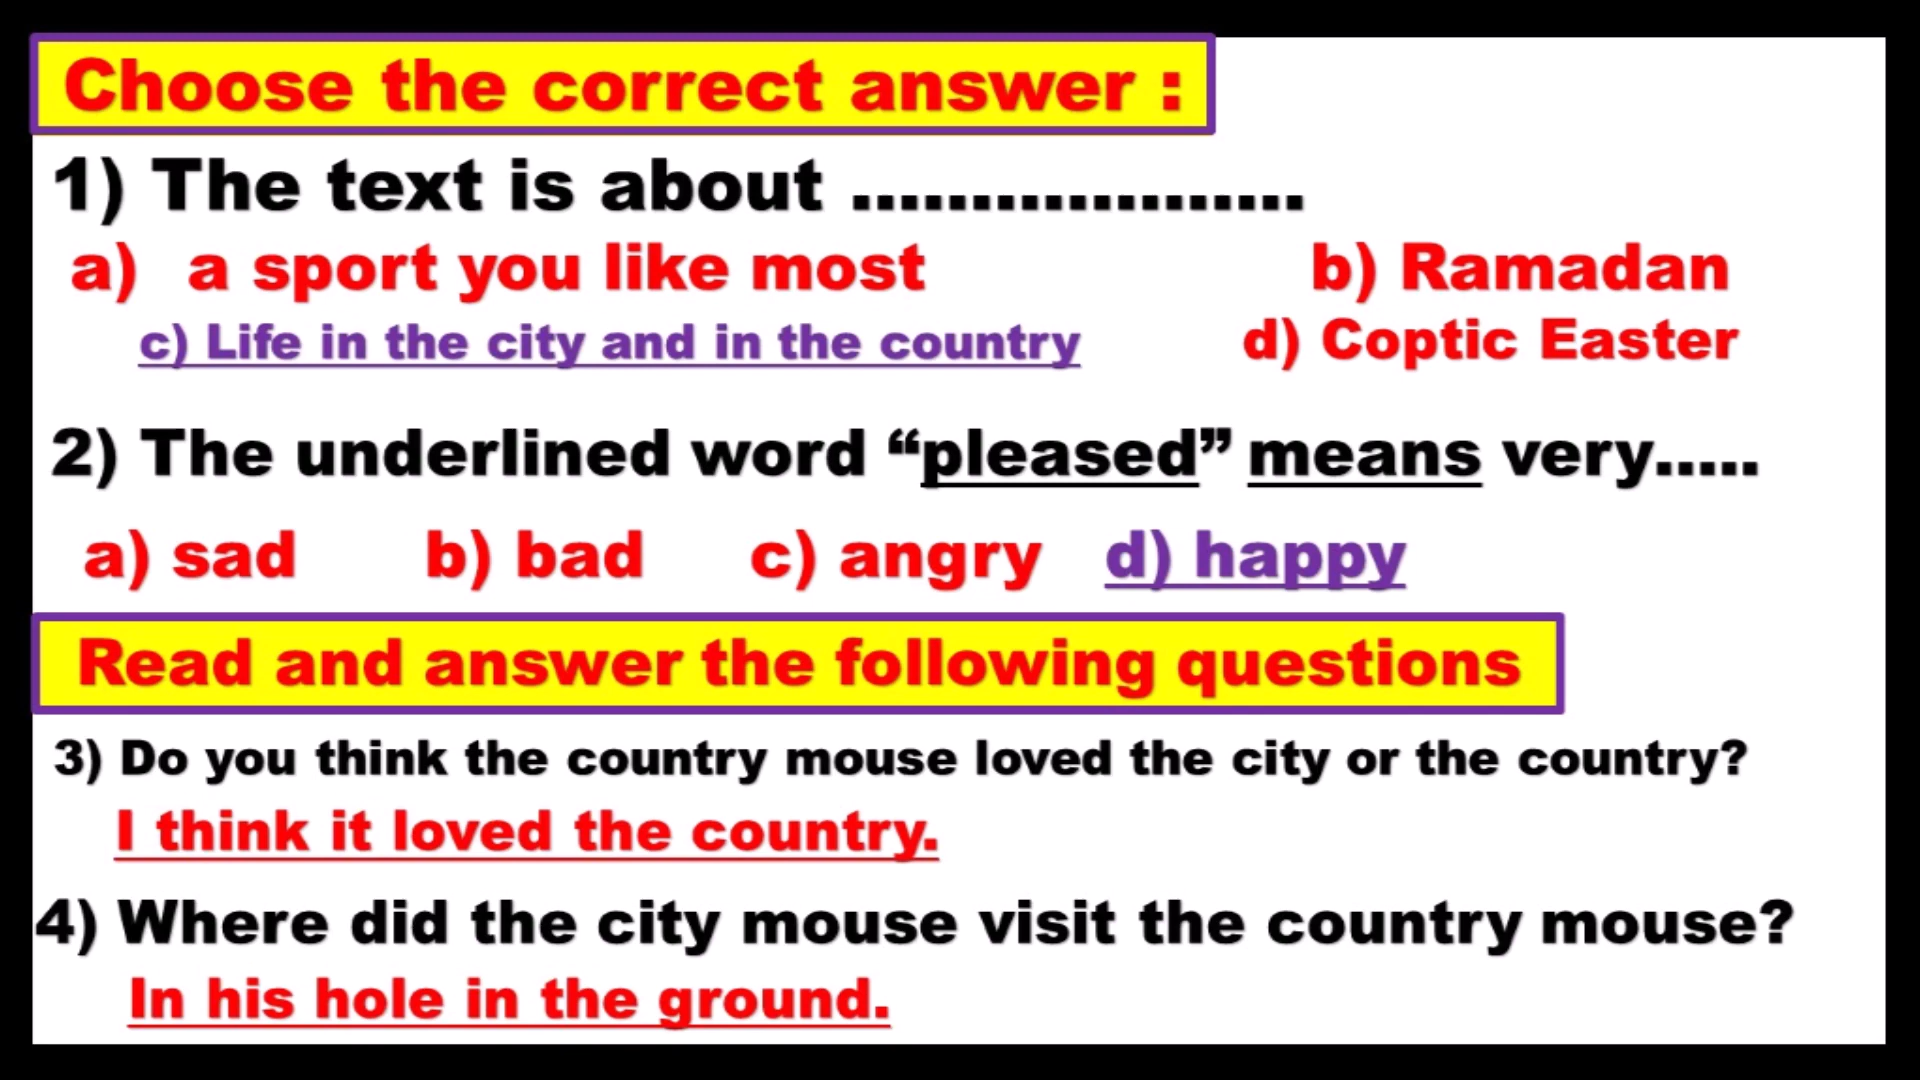 Choose the correct answer :
1) The text is about ...................
a) a sport you like most b) Ramadan
c) Life in the city and in the country d) Coptic Easter
2) The underlined word “pleased” means very.....
a) sad b) bad c) angry d) happy
Read and answer the following questions
3) Do you think the country mouse loved the city or the country?
I think it loved the country.
4) Where did the city mouse visit the country mouse?
In his hole in the ground.